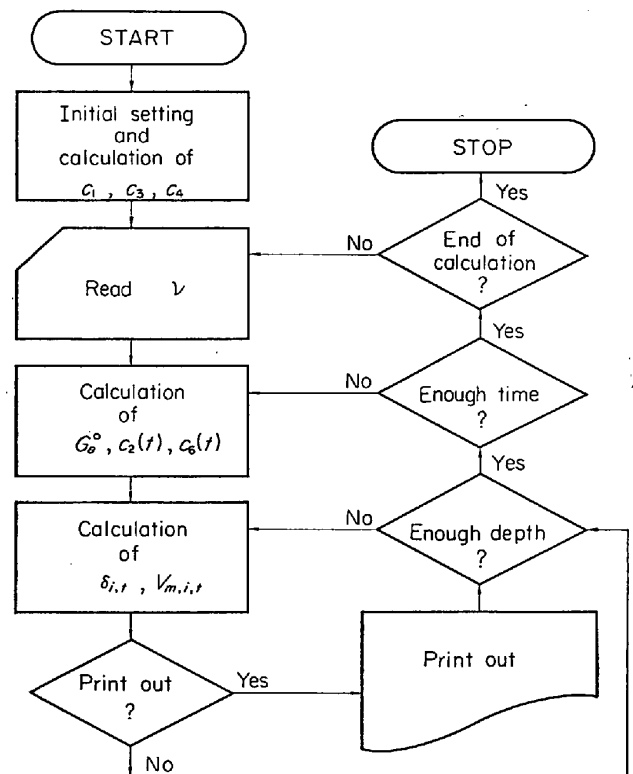 START
Initial setting
and
calculation of
c₁ , c₃ , c₄
Read ν
Calculation
of
G°ₑ , c₂(t) , c₆(t)
Calculation
of
δᵢ,ₜ , Vₘ,ᵢ,ₜ
Print out
?
Yes
No
Print out
Enough depth
?
No
Yes
Enough time
?
No
Yes
End of
calculation
?
No
Yes
STOP